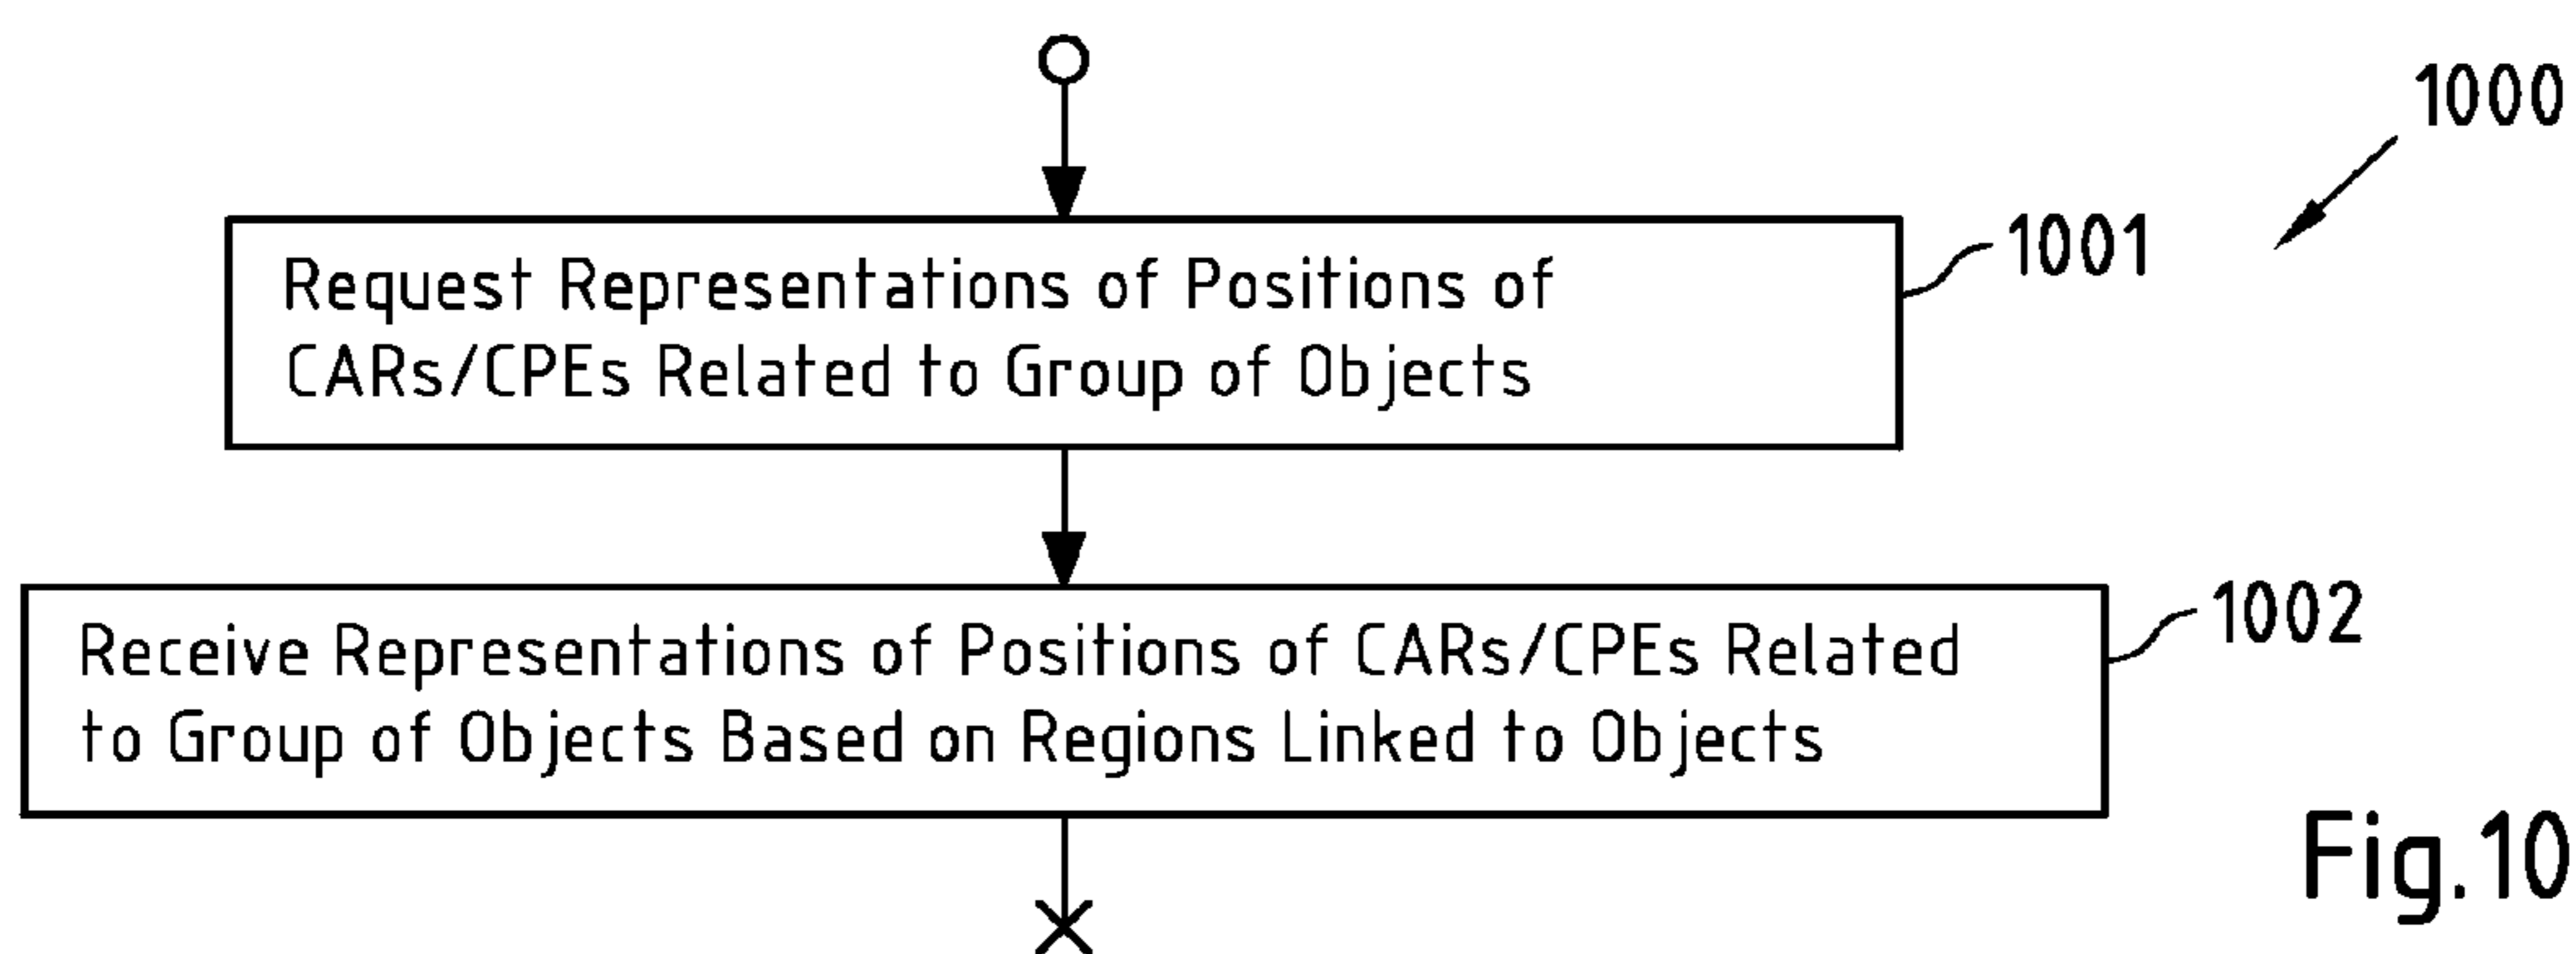 1000
Request Representations of Positions of
CARs/CPEs Related to Group of Objects
1001
Receive Representations of Positions of CARs/CPEs Related
to Group of Objects Based on Regions Linked to Objects
1002
Fig.10